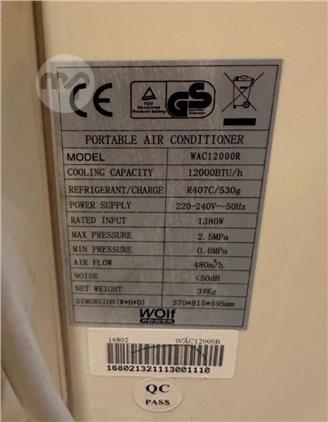 CE
TÜV
GS
PORTABLE AIR CONDITIONER
MODEL WAC12000R
COOLING CAPACITY 12000BTU/h
REFRIGERANT/CHARGE R407C/530g
POWER SUPPLY 220-240V~50Hz
RATED INPUT 1380W
MAX PRESSURE 2.5MPa
MIN PRESSURE 0.6MPa
AIR FLOW 480m³/h
NOISE <50dB
NET WEIGHT 39Kg
DIMENSION(W*H*D) 370*815*595mm
WOlf
POWER
16802 WAC12000R
168021321113001110
QC
PASS